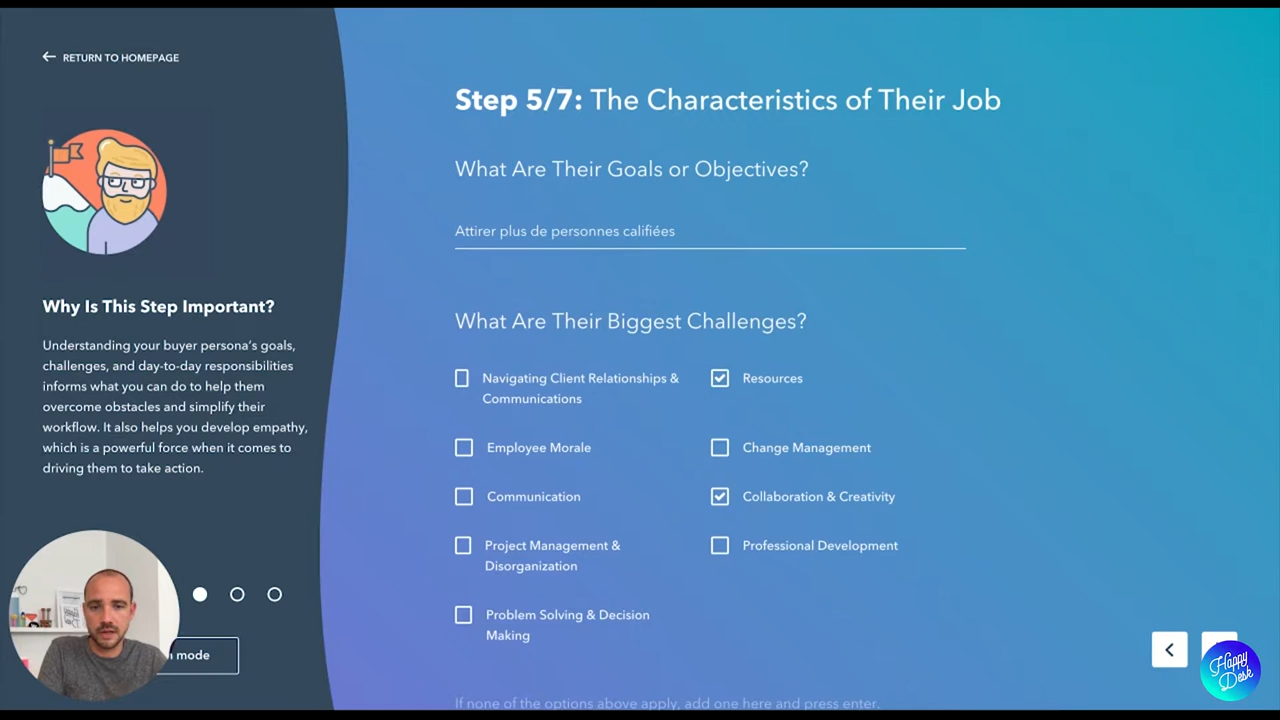 RETURN TO HOMEPAGE
Why Is This Step Important?
Understanding your buyer persona's goals,
challenges, and day-to-day responsibilities
informs what you can do to help them
overcome obstacles and simplify their
workflow. It also helps you develop empathy,
which is a powerful force when it comes to
driving them to take action.
mode
Step 5/7: The Characteristics of Their Job
What Are Their Goals or Objectives?
Attirer plus de personnes califiées
What Are Their Biggest Challenges?
Navigating Client Relationships &
Communications
Resources
Employee Morale
Change Management
Communication
Collaboration & Creativity
Project Management &
Disorganization
Professional Development
Problem Solving & Decision
Making
If none of the options above apply, add one here and press enter.
Happy
Desk